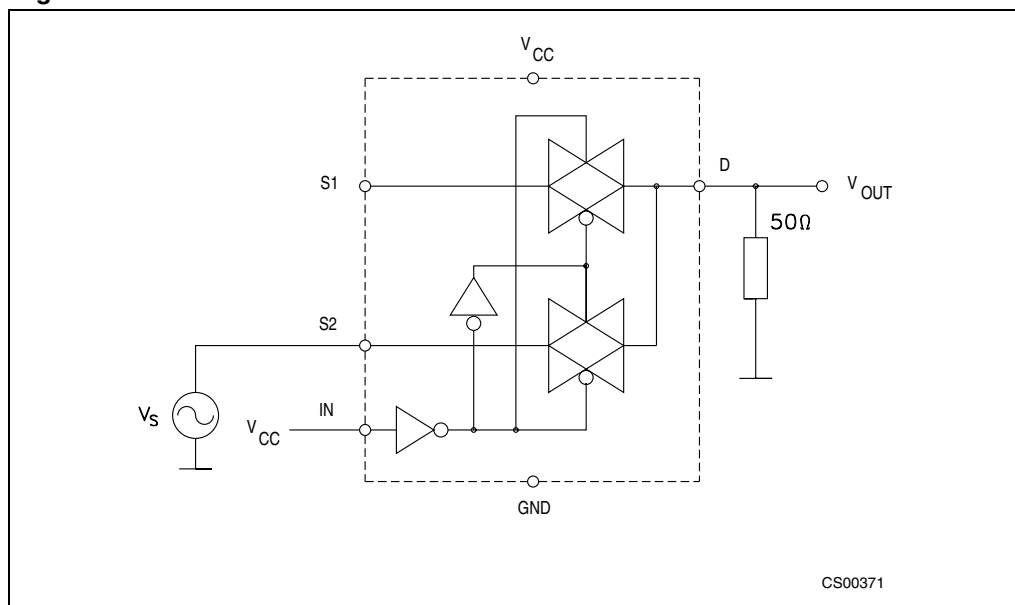 V CC
S1
D
V OUT
50Ω
S2
IN
V S
V CC
GND
CS00371